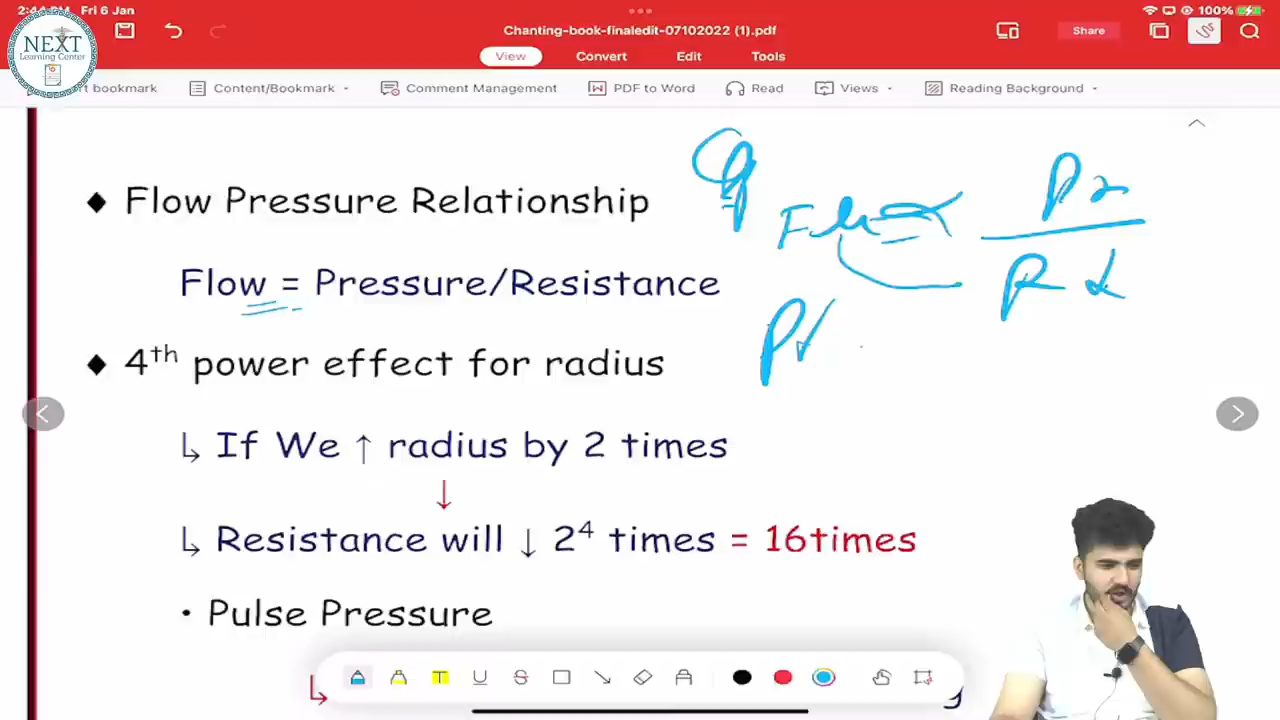 2:44 PM Fri 6 Jan
100%
NEXT
Learning Center
Chanting-book-finaledit-07102022 (1).pdf
Share
View
Convert
Edit
Tools
bookmark
Content/Bookmark
Comment Management
PDF to Word
Read
Views
Reading Background
◆ Flow Pressure Relationship
Flow = Pressure/Resistance
◆ 4th power effect for radius
↳ If We ↑ radius by 2 times
↓
↳ Resistance will ↓ 2⁴ times = 16times
• Pulse Pressure
↳